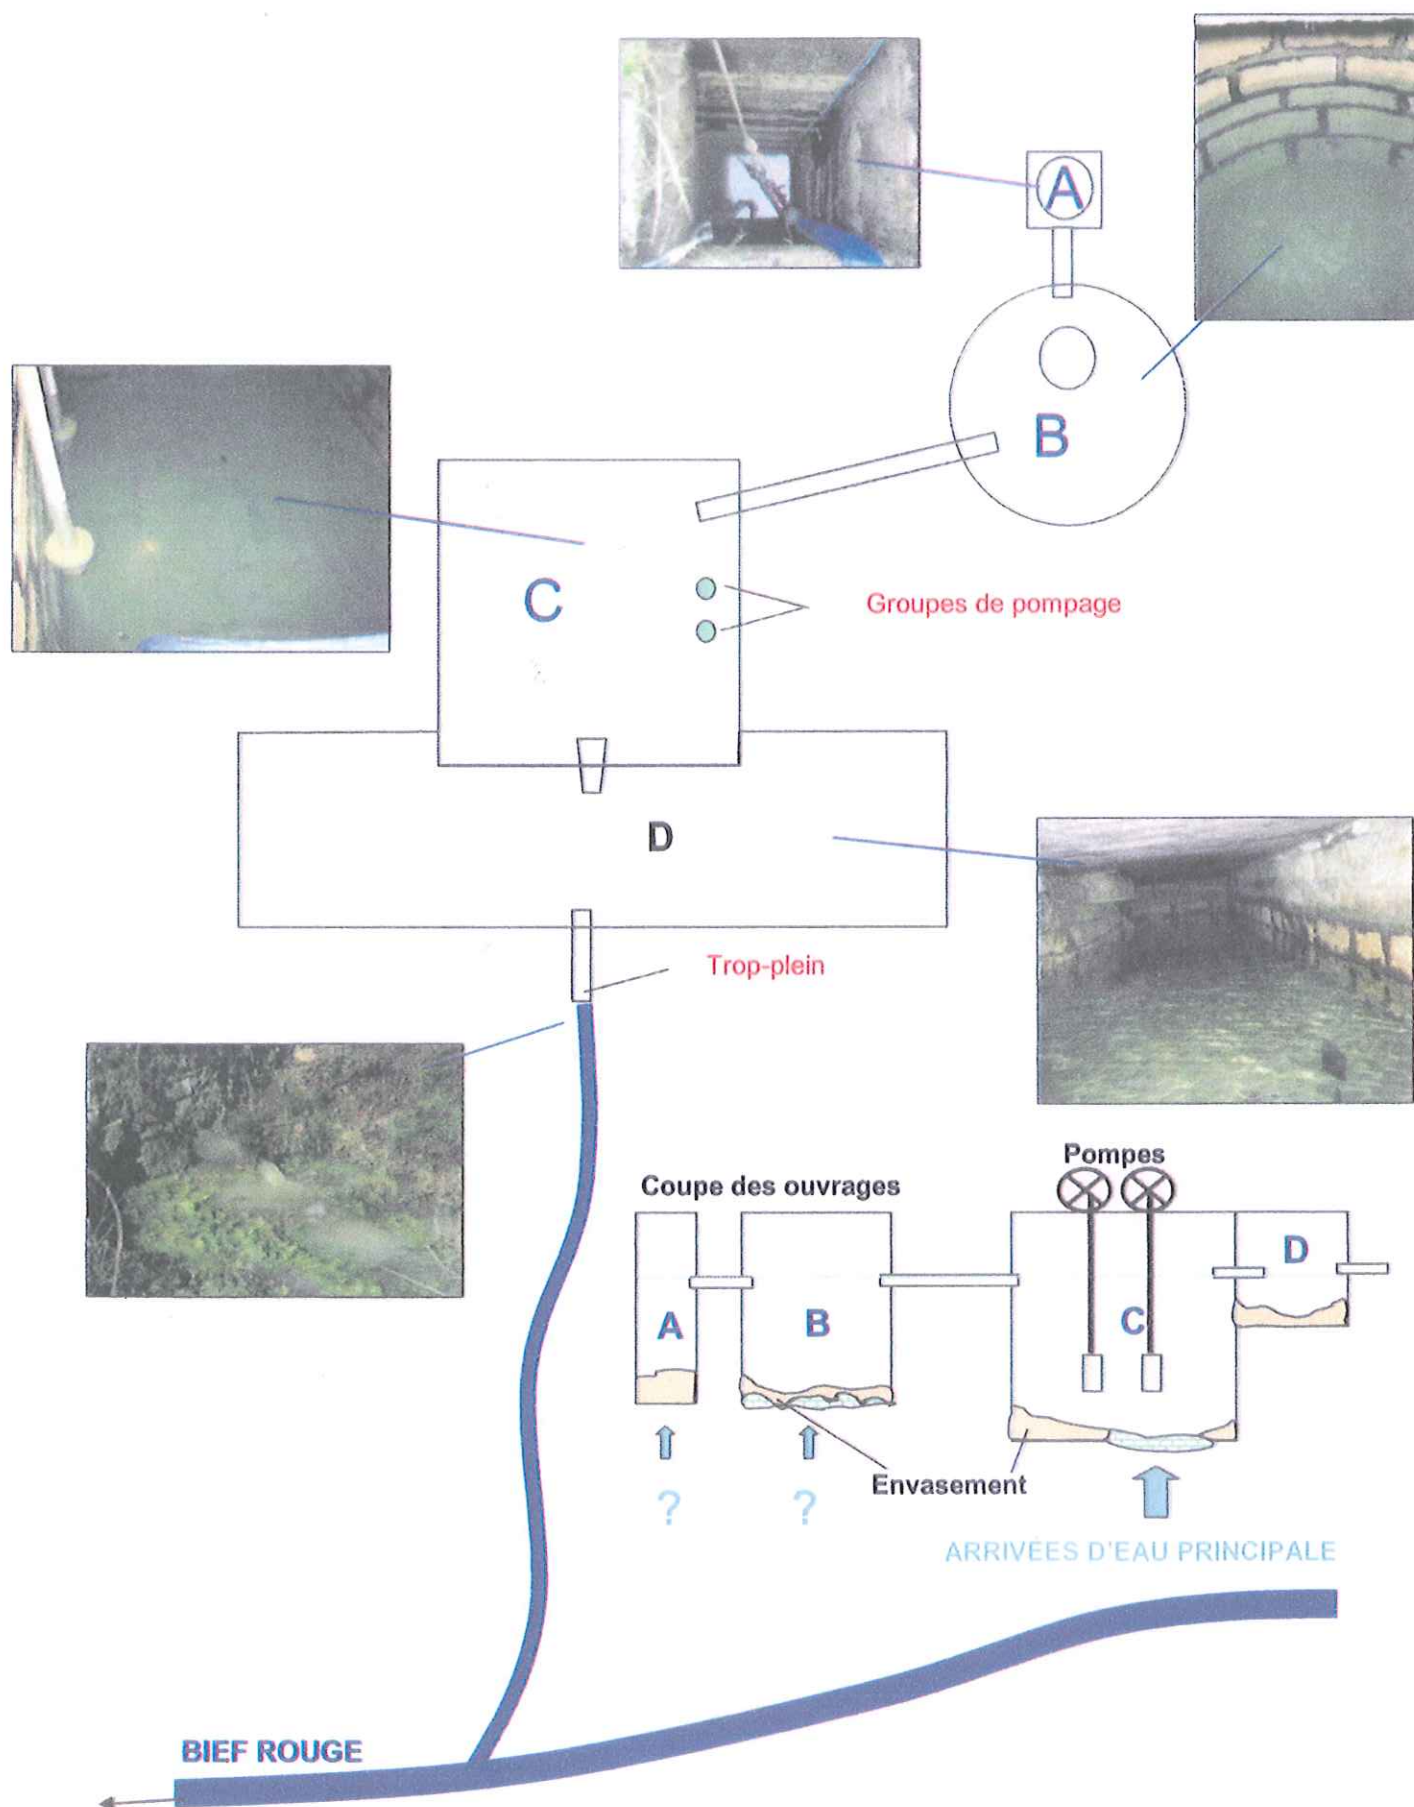 A
B
C
Groupes de pompage
D
Trop-plein
Pompes
Coupe des ouvrages
D
A
B
C
Envasement
?
?
ARRIVÉES D'EAU PRINCIPALE
BIEF ROUGE